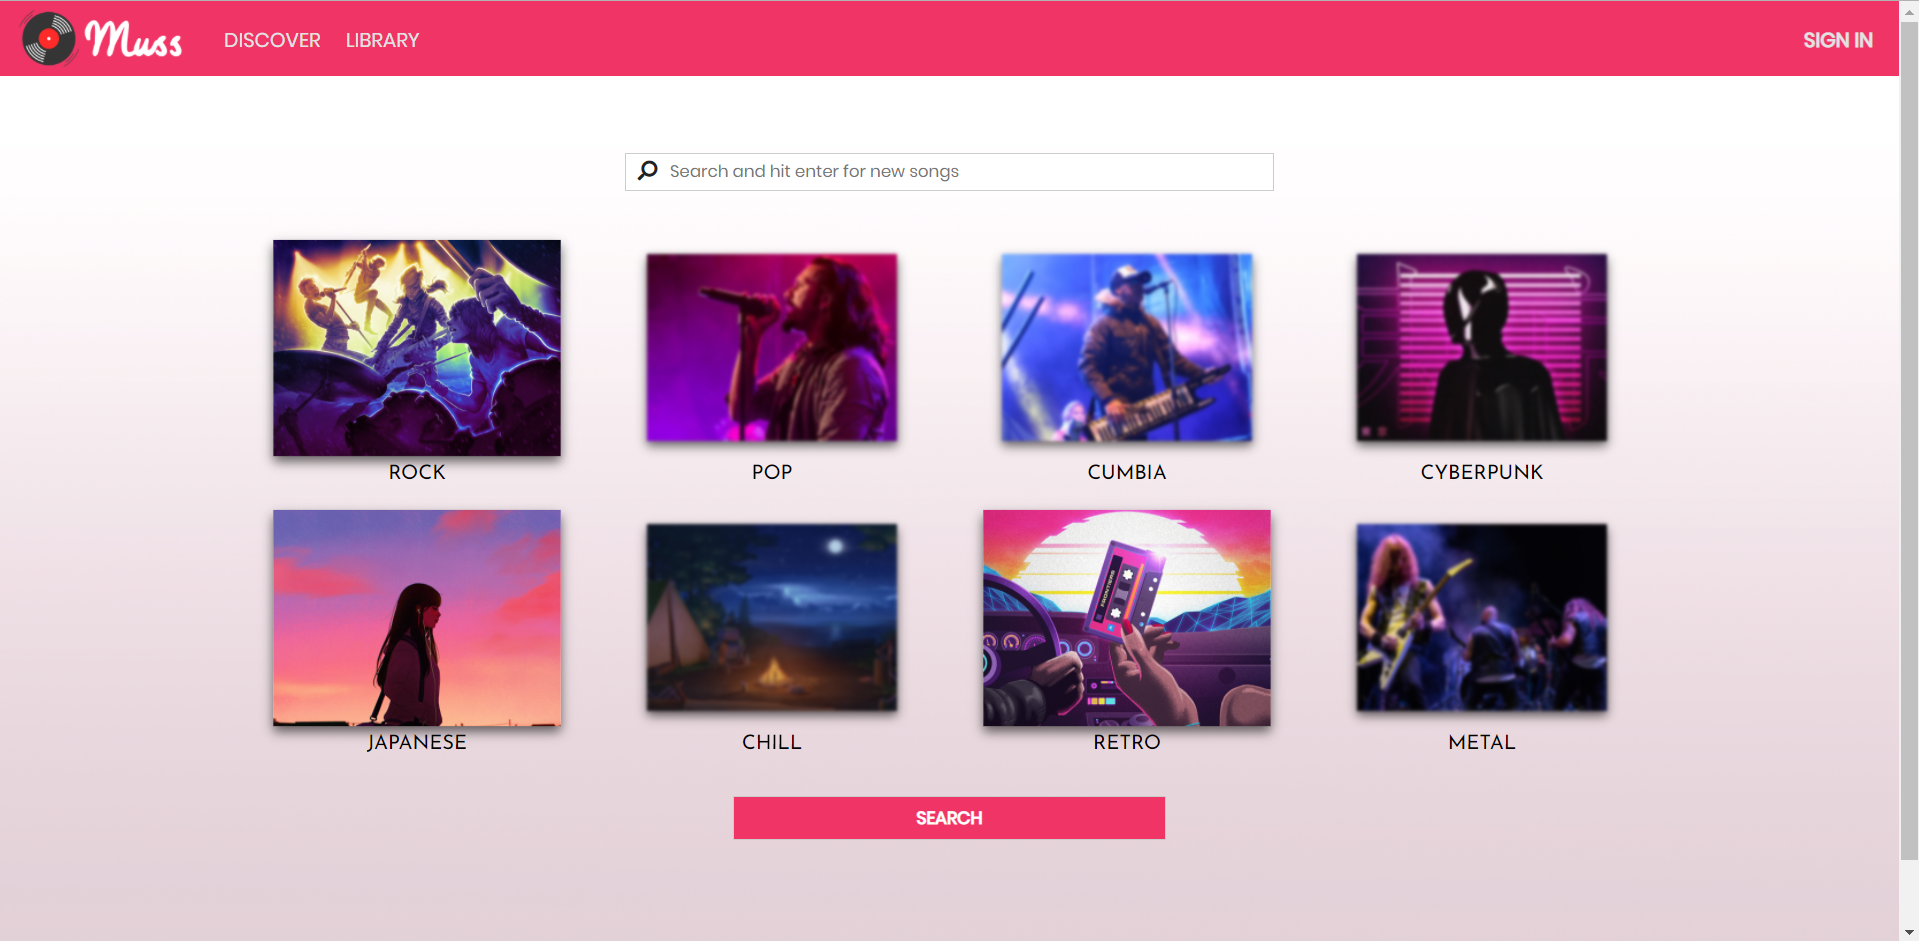 Muss
DISCOVER LIBRARY
SIGN IN
Search and hit enter for new songs
ROCK POP CUMBIA CYBERPUNK
JAPANESE CHILL RETRO METAL
SEARCH